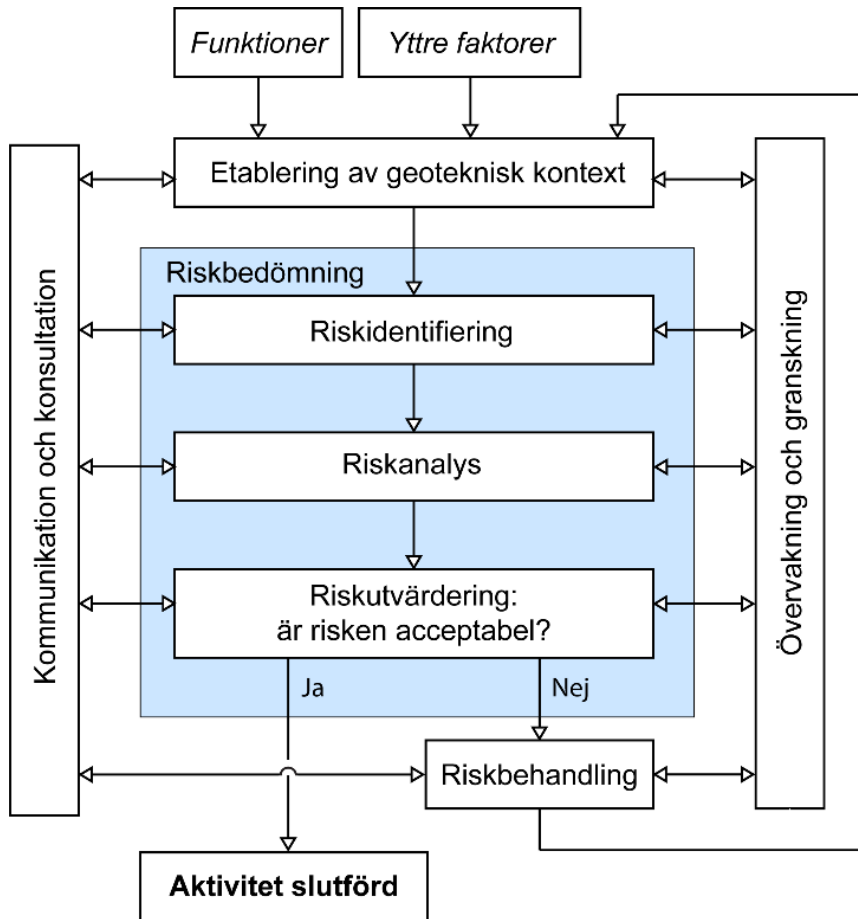 Funktioner
Yttre faktorer
Etablering av geoteknisk kontext
Kommunikation och konsultation
Övervakning och granskning
Riskbedömning
Riskidentifiering
Riskanalys
Riskutvärdering:
är risken acceptabel?
Ja
Nej
Riskbehandling
Aktivitet slutförd